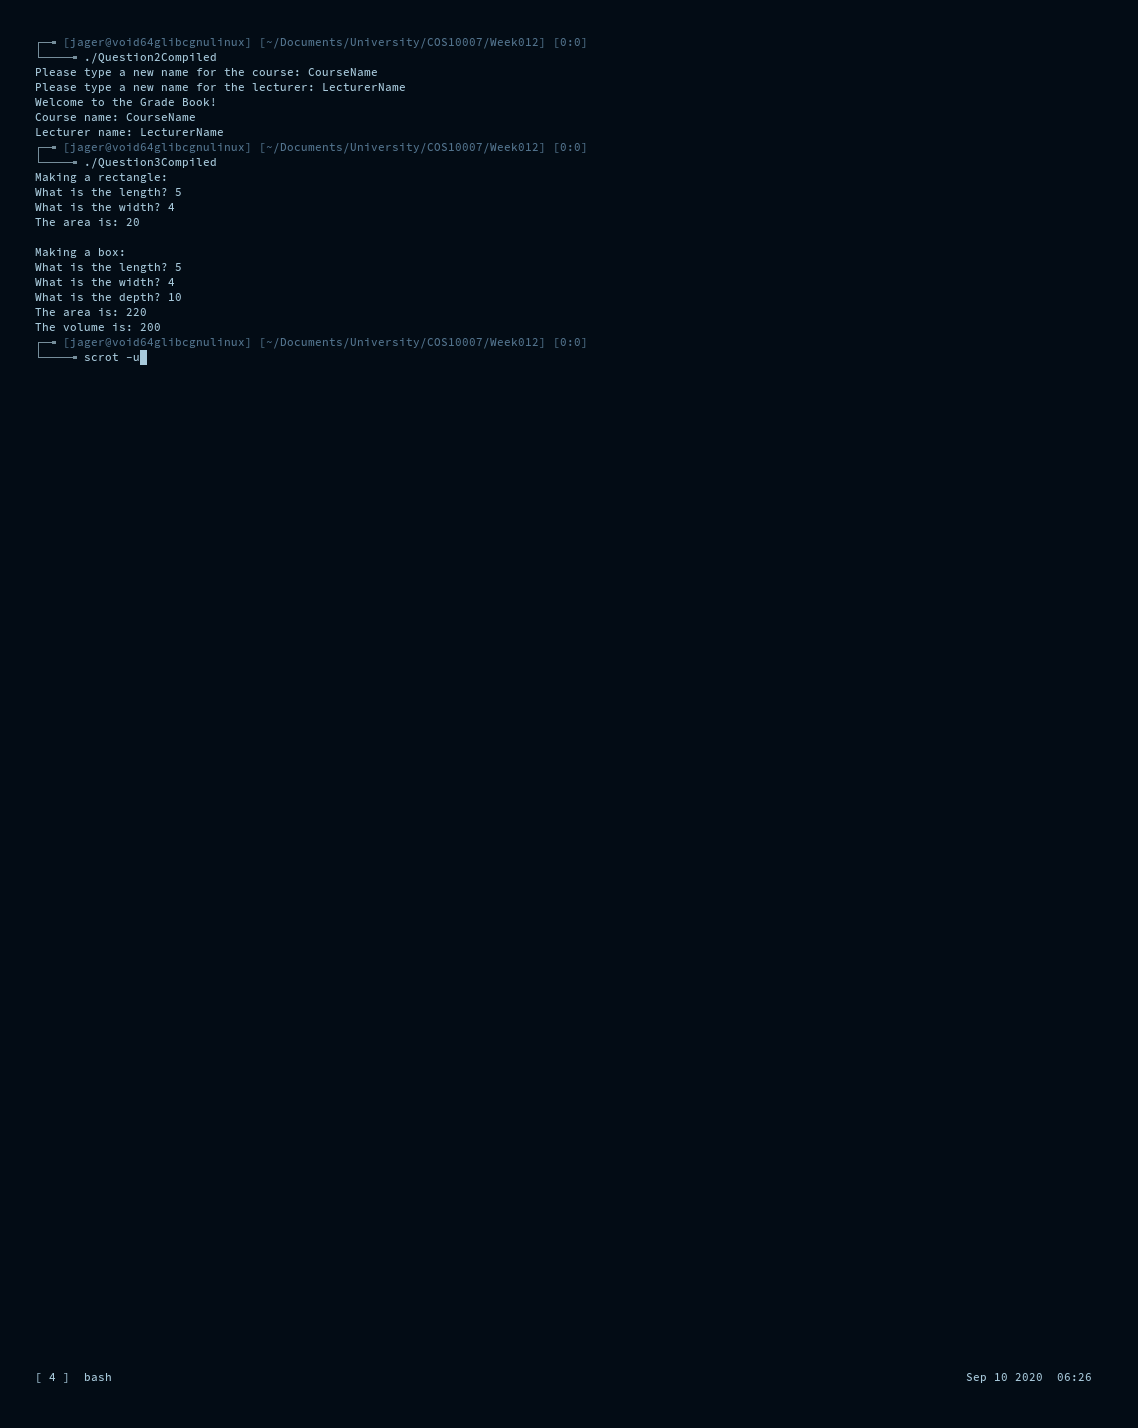 ┌─╼ [jager@void64glibcgnulinux] [~/Documents/University/COS10007/Week012] [0:0]
└────╼ ./Question2Compiled
Please type a new name for the course: CourseName
Please type a new name for the lecturer: LecturerName
Welcome to the Grade Book!
Course name: CourseName
Lecturer name: LecturerName
┌─╼ [jager@void64glibcgnulinux] [~/Documents/University/COS10007/Week012] [0:0]
└────╼ ./Question3Compiled
Making a rectangle:
What is the length? 5
What is the width? 4
The area is: 20

Making a box:
What is the length? 5
What is the width? 4
What is the depth? 10
The area is: 220
The volume is: 200
┌─╼ [jager@void64glibcgnulinux] [~/Documents/University/COS10007/Week012] [0:0]
└────╼ scrot -u
[ 4 ]  bash
Sep 10 2020  06:26